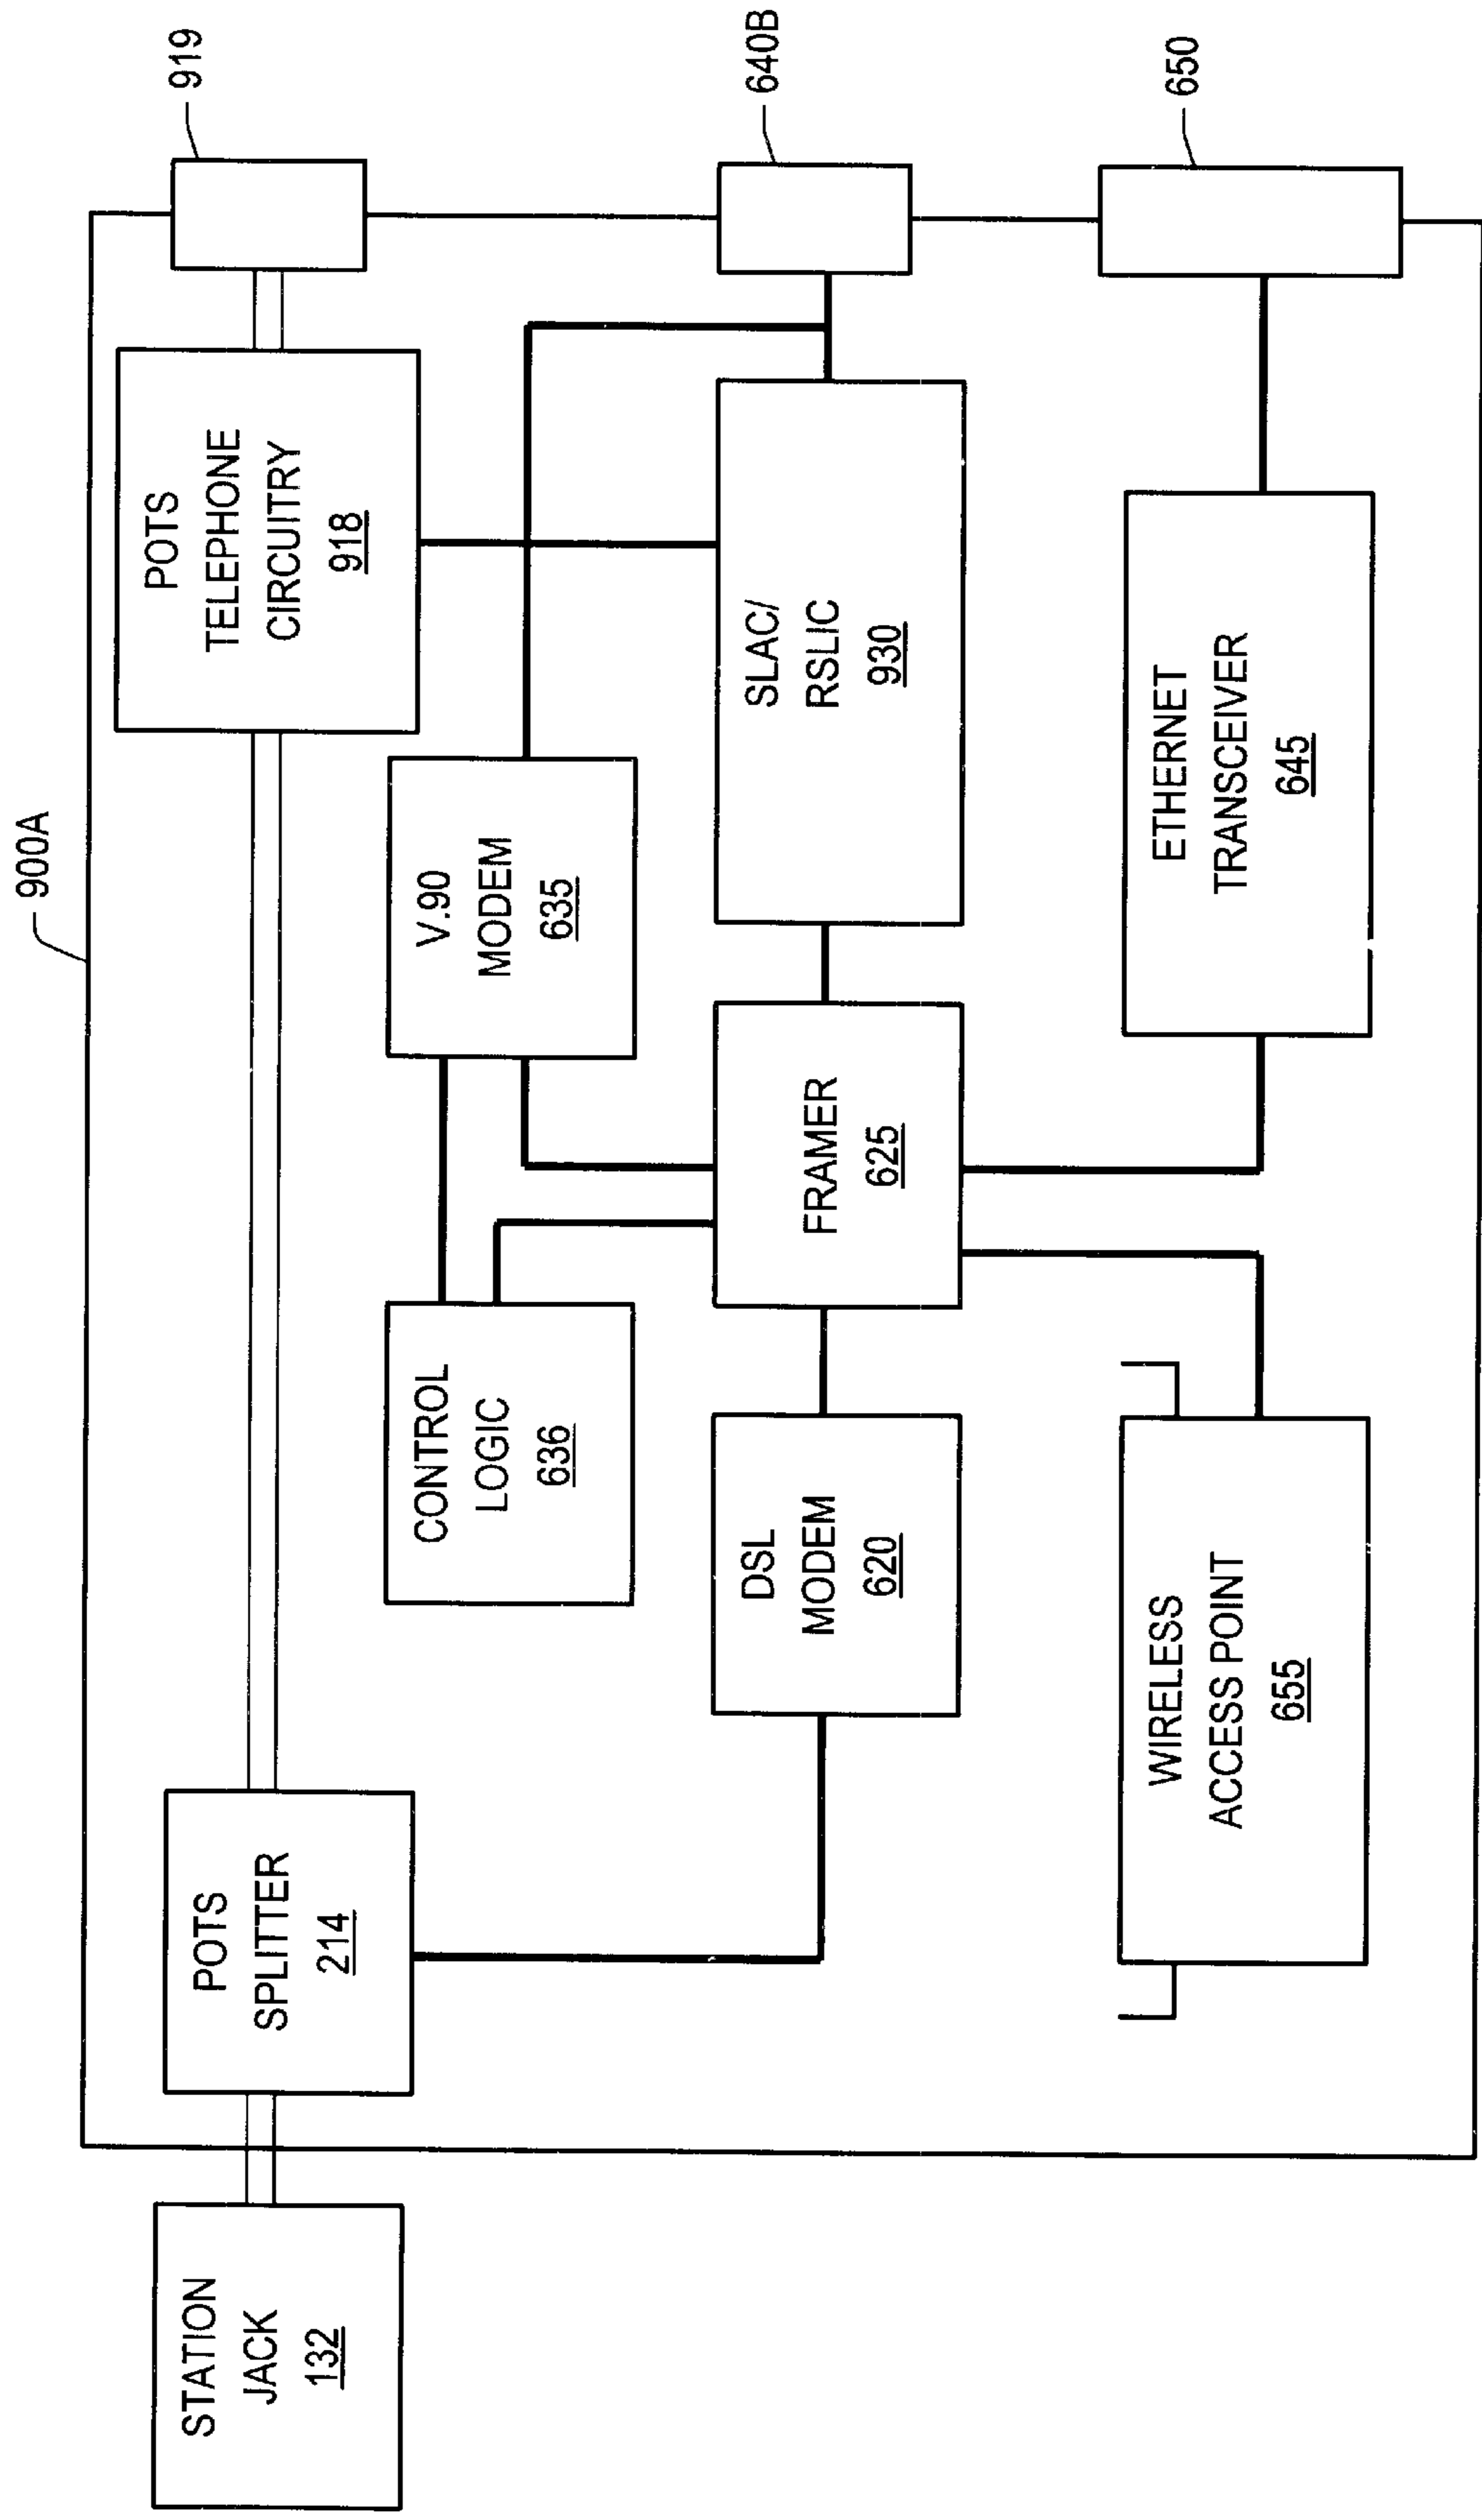 900A
STATION
JACK
132
POTS
SPLITTER
214
POTS
TELEPHONE
CIRCUITRY
918
919
CONTROL
LOGIC
636
V.90
MODEM
635
DSL
MODEM
620
FRAMER
625
SLAC/
RSLIC
930
640B
WIRELESS
ACCESS POINT
655
ETHERNET
TRANSCEIVER
645
650